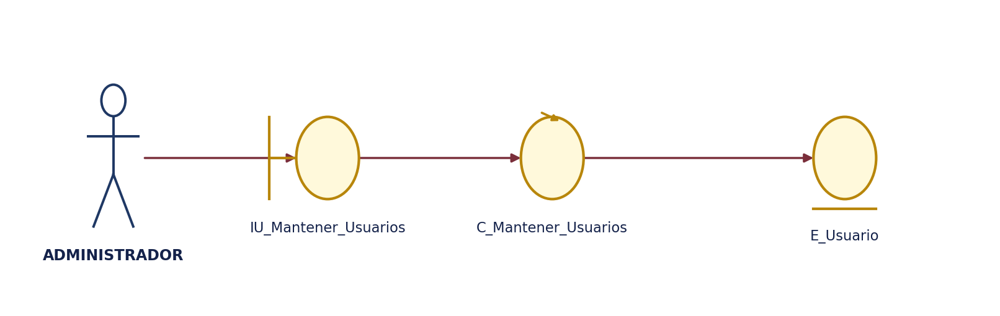 IU_Mantener_Usuarios
C_Mantener_Usuarios
E_Usuario
ADMINISTRADOR